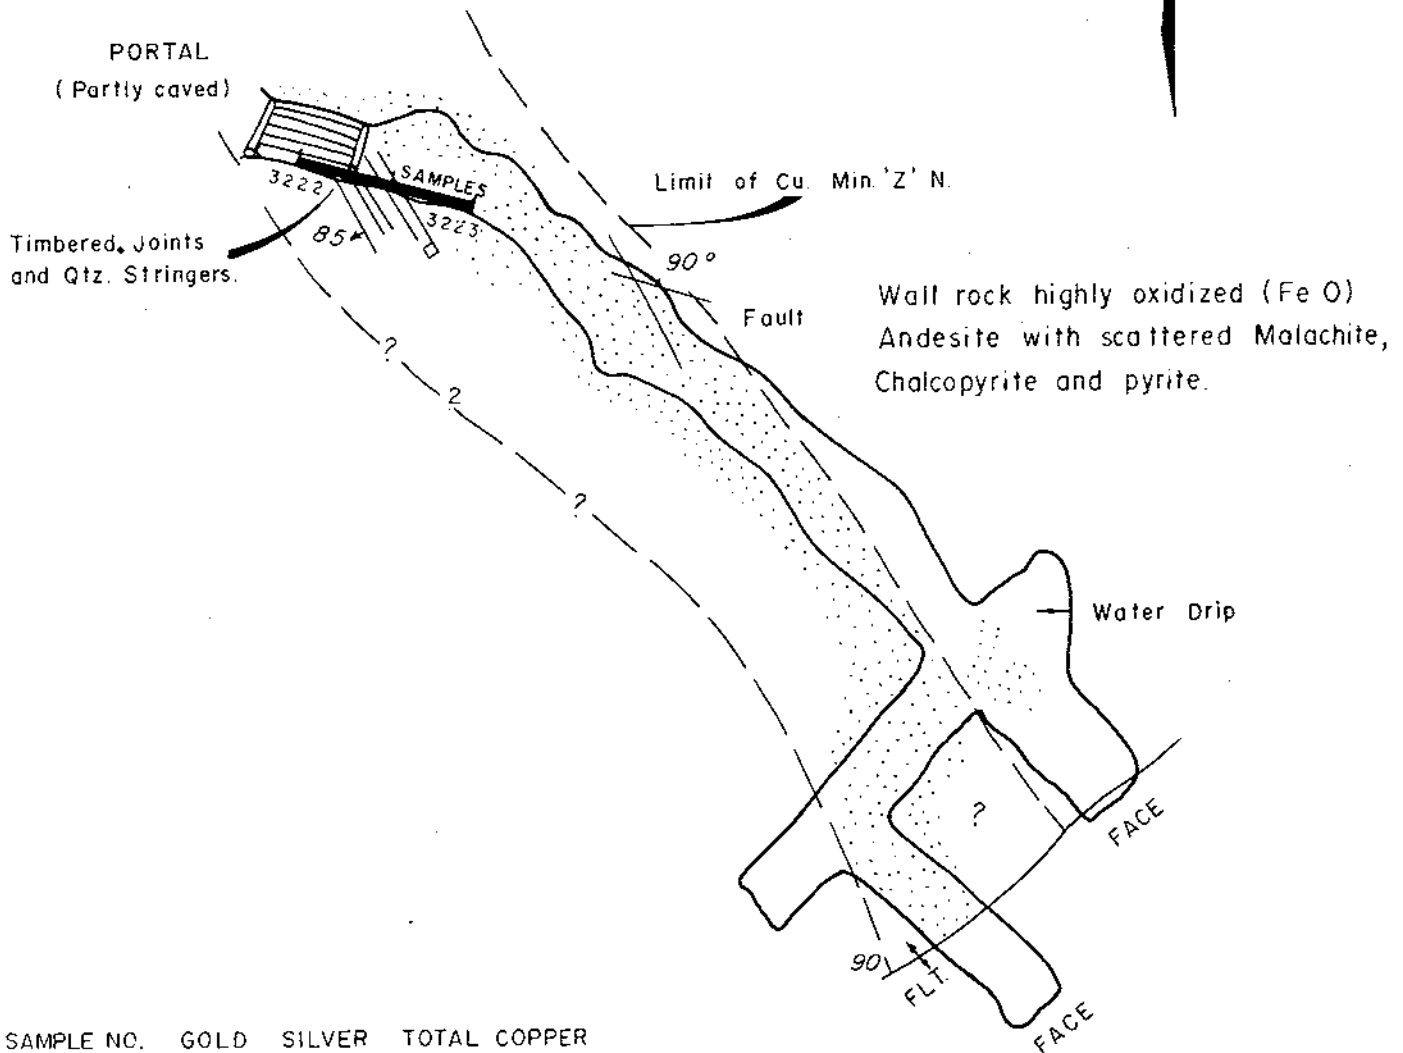 PORTAL
(Partly caved)
3222
SAMPLES
3223
85
Timbered. Joints
and Qtz. Stringers.
Limit of Cu. Min. 'Z' N.
90°
Fault
Wall rock highly oxidized (Fe O)
Andesite with scattered Malachite,
Chalcopyrite and pyrite.
?
2
?
Water Drip
?
FACE
90
FLT.
FACE
SAMPLE NO. GOLD SILVER TOTAL COPPER